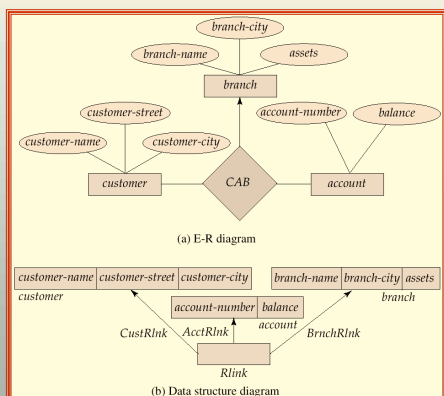 branch-city
branch-name assets
branch
customer-street account-number balance
customer-name customer-city
customer CAB account
(a) E-R diagram
customer-name customer-street customer-city branch-name branch-city assets
customer branch
account-number balance
account
CustRlnk AcctRlnk BrnchRlnk
Rlink
(b) Data structure diagram